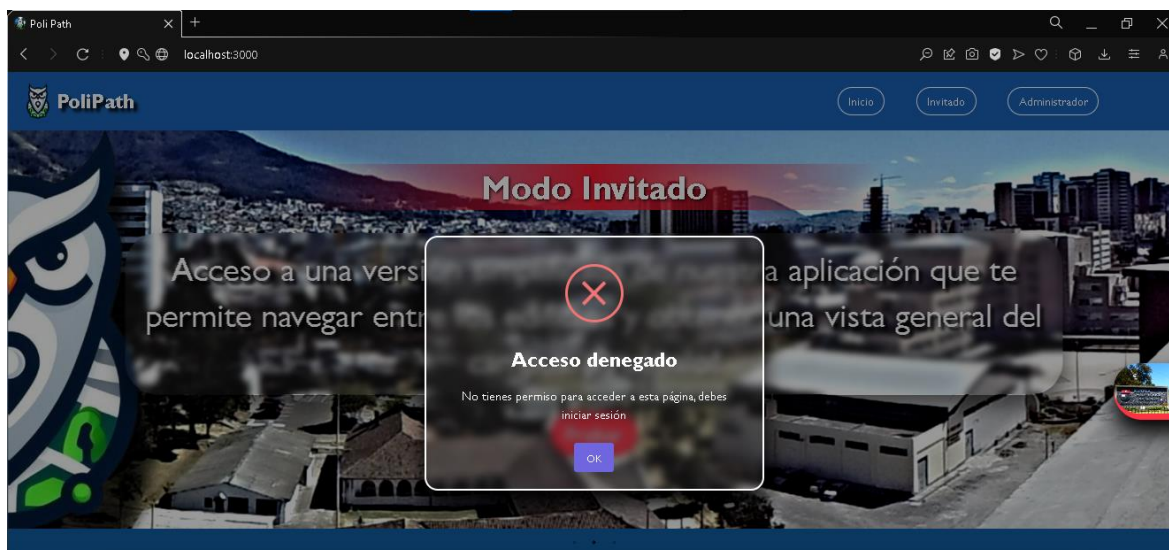 Poli Path
localhost:3000
PoliPath
Inicio
Invitado
Administrador
Modo Invitado
Acceso a una versi
a aplicación que te
permite navegar entr
una vista general del
Acceso denegado
No tienes permiso para acceder a esta página, debes
iniciar sesión
OK